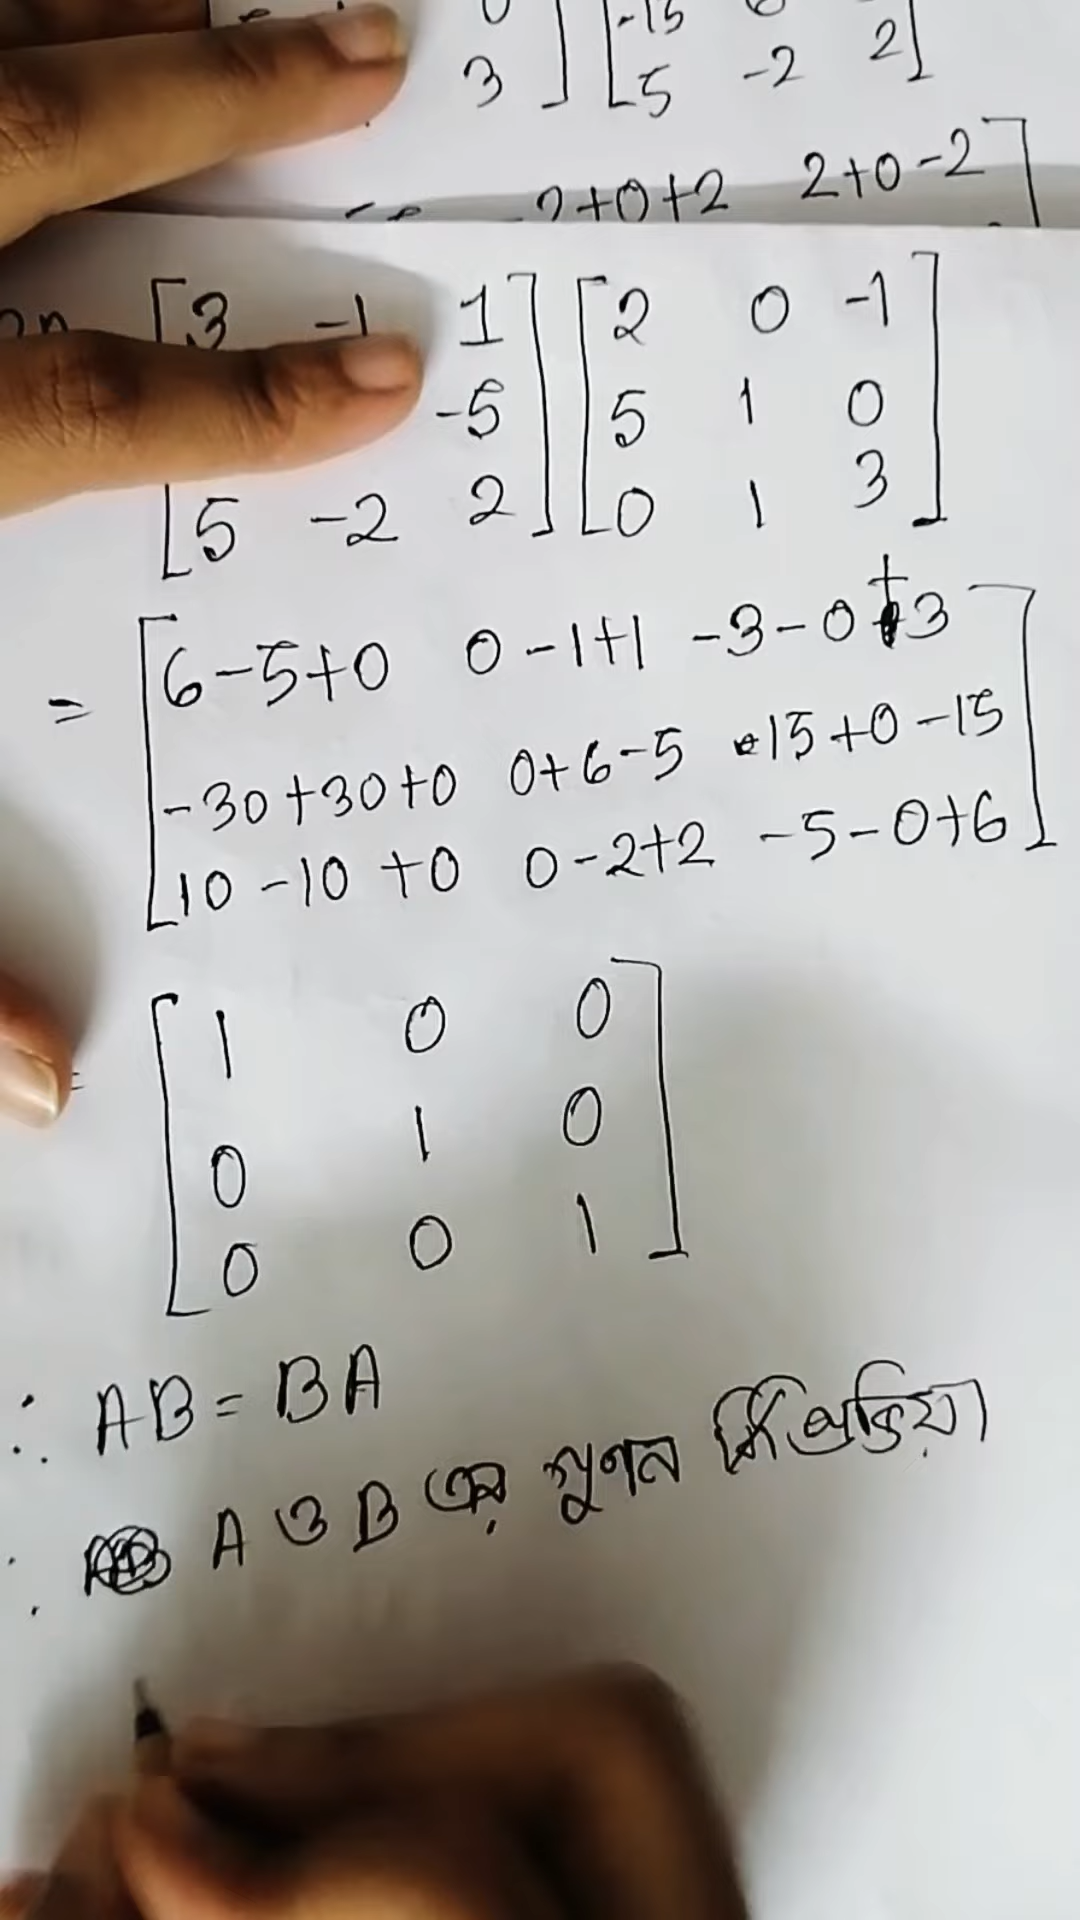 3 ] [ -15
5 -2 2 ]
2+0+2 2+0-2 ]
[ 3 -1 1 ] [ 2 0 -1 ]
-5 5 1 0
5 -2 2 0 1 3
= [ 6-5+0 0-1+1 -3-0+3 ]
-30+30+0 0+6-5 15+0-15
10-10+0 0-2+2 -5-0+6
= [ 1 0 0 ]
0 1 0
0 0 1
∴ AB = BA
∴ A ও B এর গুণন প্রক্রিয়া